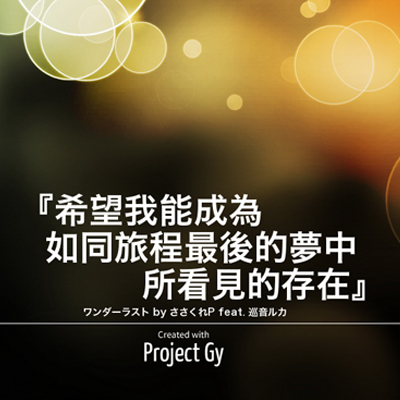 『希望我能成為
如同旅程最後的夢中
所看見的存在』
ワンダーラスト by ささくれP feat. 巡音ルカ
Created with
Project Gy